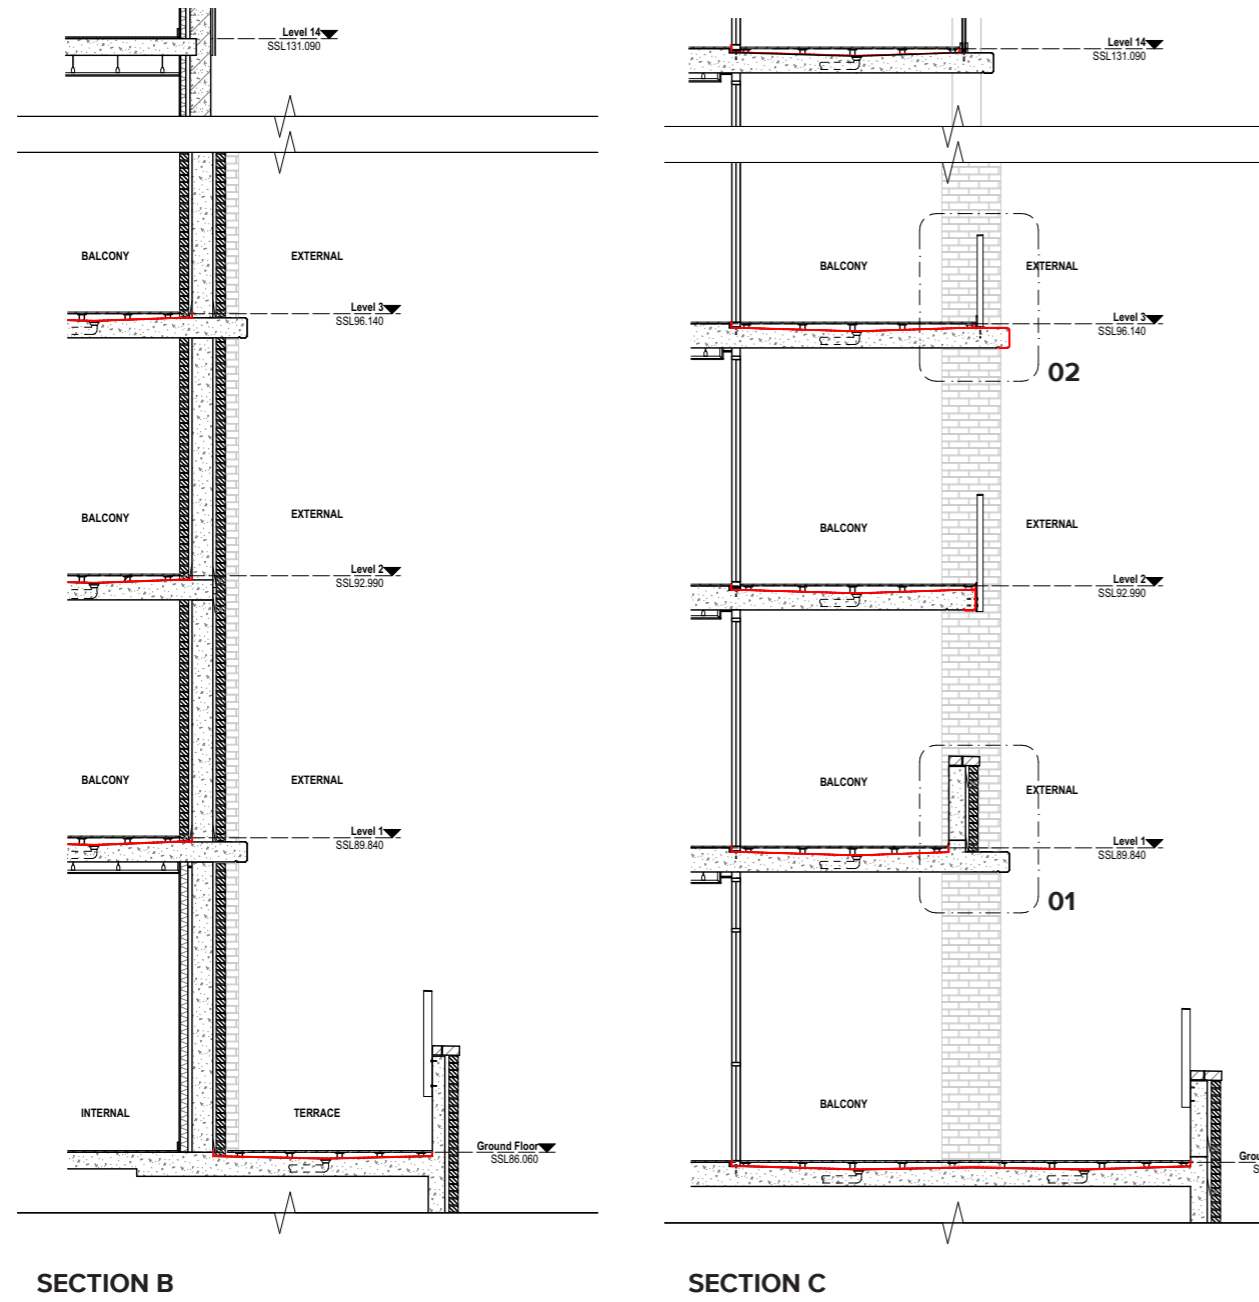 Level 14
SSL131.090
BALCONY
EXTERNAL
Level 3
SSL96.140
BALCONY
EXTERNAL
Level 2
SSL92.990
BALCONY
EXTERNAL
Level 1
SSL89.840
INTERNAL
TERRACE
Ground Floor
SSL86.060
SECTION B
Level 14
SSL131.090
BALCONY
EXTERNAL
Level 3
SSL96.140
02
BALCONY
EXTERNAL
Level 2
SSL92.990
BALCONY
EXTERNAL
Level 1
SSL89.840
01
BALCONY
Grou
S
SECTION C